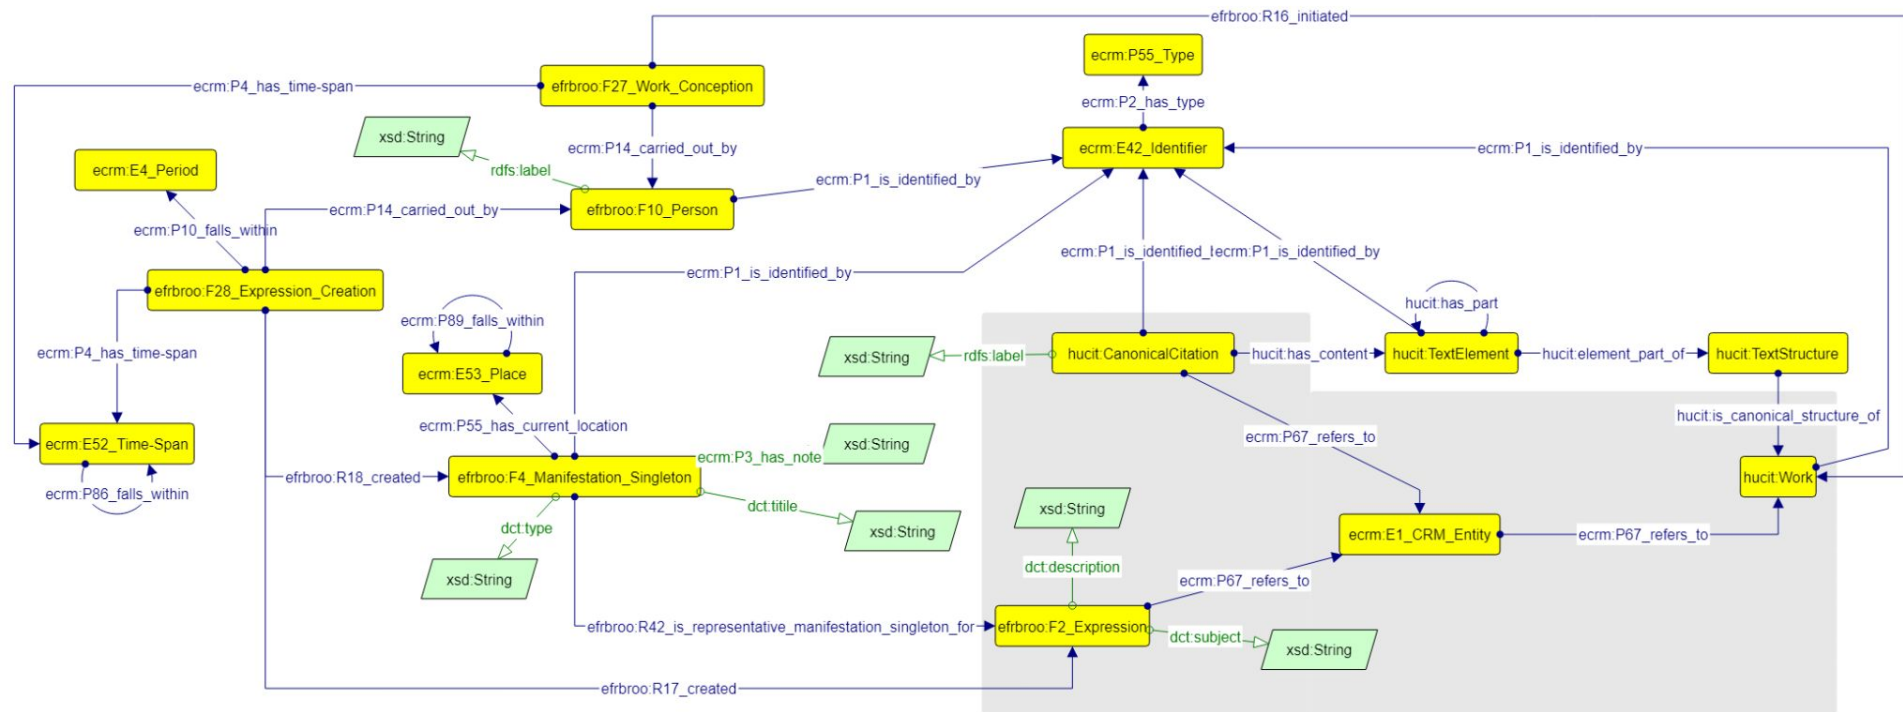 efrbroo:R16_initiated
ecrm:P55_Type
ecrm:P4_has_time-span
efrbroo:F27_Work_Conception
ecrm:P2_has_type
xsd:String
ecrm:P14_carried_out_by
ecrm:E42_Identifier
ecrm:P1_is_identified_by
ecrm:E4_Period
rdfs:label
ecrm:P1_is_identified_by
ecrm:P14_carried_out_by
efrbroo:F10_Person
ecrm:P10_falls_within
ecrm:P1_is_identified_by
ecrm:P1_is_identified_
ecrm:P1_is_identified_by
efrbroo:F28_Expression_Creation
hucit:has_part
ecrm:P89_falls_within
ecrm:P4_has_time-span
xsd:String
rdfs:label
hucit:CanonicalCitation
hucit:has_content
hucit:TextElement
hucit:element_part_of
hucit:TextStructure
ecrm:E53_Place
hucit:is_canonical_structure_of
ecrm:P55_has_current_location
ecrm:P67_refers_to
ecrm:E52_Time-Span
xsd:String
ecrm:P3_has_note
efrbroo:R18_created
efrbroo:F4_Manifestation_Singleton
hucit:Work
ecrm:P86_falls_within
dct:titile
xsd:String
dct:type
xsd:String
ecrm:E1_CRM_Entity
ecrm:P67_refers_to
xsd:String
dct:description
ecrm:P67_refers_to
efrbroo:R42_is_representative_manifestation_singleton_for
efrbroo:F2_Expression
dct:subject
xsd:String
efrbroo:R17_created